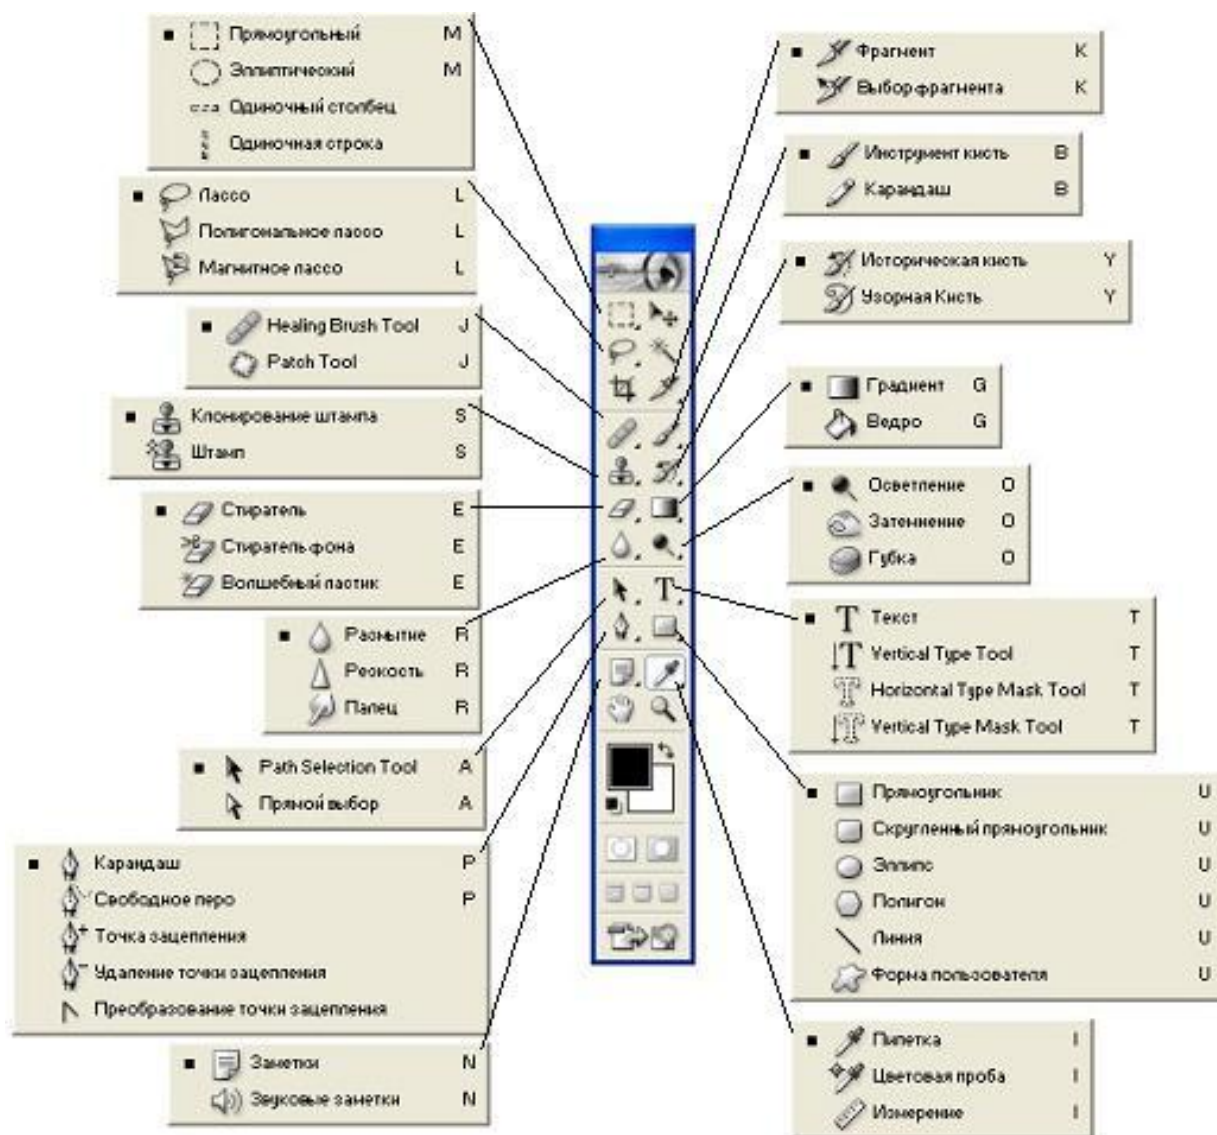 Прямоугольный M
Эллиптический M
Одиночный столбец
Одиночная строка
Лассо L
Полигональное лассо L
Магнитное лассо L
Healing Brush Tool J
Patch Tool J
Клонирование штампа S
Штамп S
Стиратель E
Стиратель фона E
Волшебный ластик E
Размытие R
Резкость R
Палец R
Path Selection Tool A
Прямой выбор A
Карандаш P
Свободное перо P
Точка зацепления
Удаление точки зацепления
Преобразование точки зацепления
Заметки N
Звуковые заметки N
Фрагмент K
Выбор фрагмента K
Инструмент кисть B
Карандаш B
Историческая кисть Y
Узорная Кисть Y
Градиент G
Ведро G
Осветление O
Затемнение O
Губка O
T
Текст T
Vertical Type Tool T
Horizontal Type Mask Tool T
Vertical Type Mask Tool T
Прямоугольник U
Скругленный прямоугольник U
Эллипс U
Полигон U
Линия U
Форма пользователя U
Пипетка I
Цветовая проба I
Измерение I